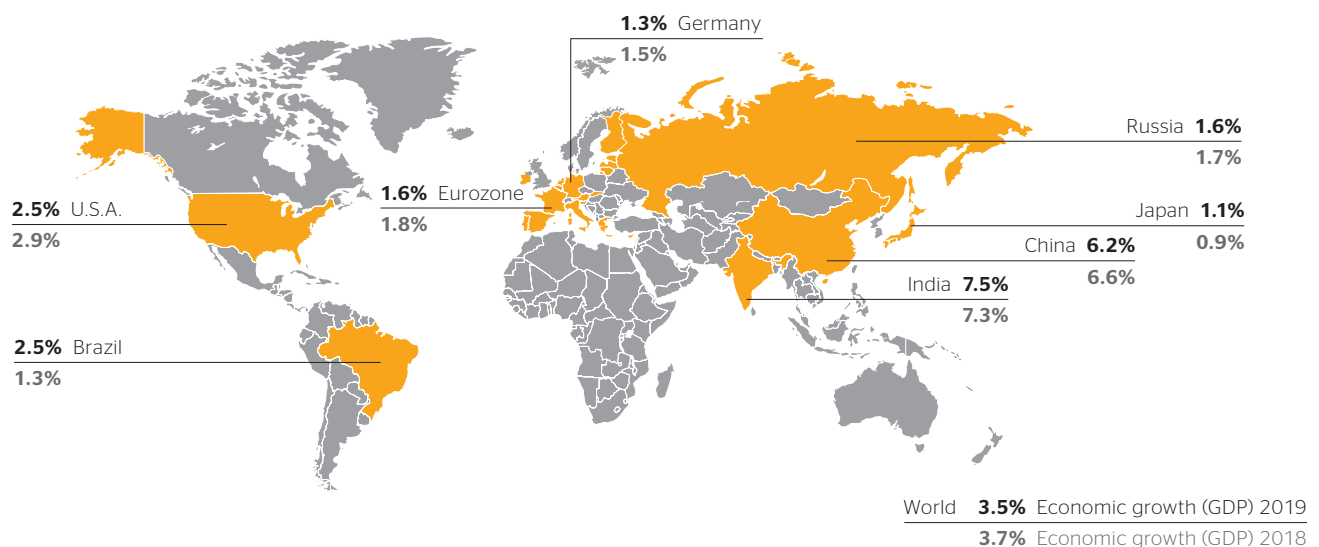 1.3% Germany
1.5%
Russia 1.6%
1.7%
1.6% Eurozone
1.8%
2.5% U.S.A.
2.9%
Japan 1.1%
0.9%
China 6.2%
6.6%
India 7.5%
7.3%
2.5% Brazil
1.3%
World 3.5% Economic growth (GDP) 2019
3.7% Economic growth (GDP) 2018